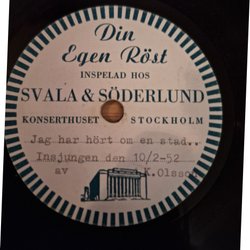 Din
Egen Röst
INSPELAD HOS
SVALA & SÖDERLUND
KONSERTHUSET STOCKHOLM
Jag har hört om en stad..
Insjungen den 10/2-52
av K.Olsson